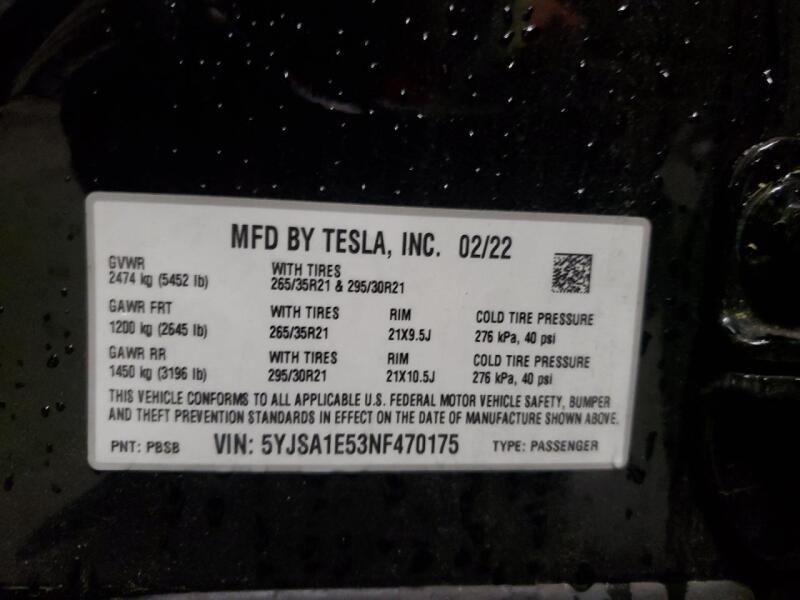 MFD BY TESLA, INC. 02/22
GVWR
2474 kg (5452 lb)
WITH TIRES
265/35R21 & 295/30R21
GAWR FRT
1200 kg (2645 lb)
WITH TIRES
265/35R21
RIM
21X9.5J
COLD TIRE PRESSURE
276 kPa, 40 psi
GAWR RR
1450 kg (3196 lb)
WITH TIRES
295/30R21
RIM
21X10.5J
COLD TIRE PRESSURE
276 kPa, 40 psi
THIS VEHICLE CONFORMS TO ALL APPLICABLE U.S. FEDERAL MOTOR VEHICLE SAFETY, BUMPER
AND THEFT PREVENTION STANDARDS IN EFFECT ON THE DATE OF MANUFACTURE SHOWN ABOVE.
PNT: PBSB VIN: 5YJSA1E53NF470175 TYPE: PASSENGER